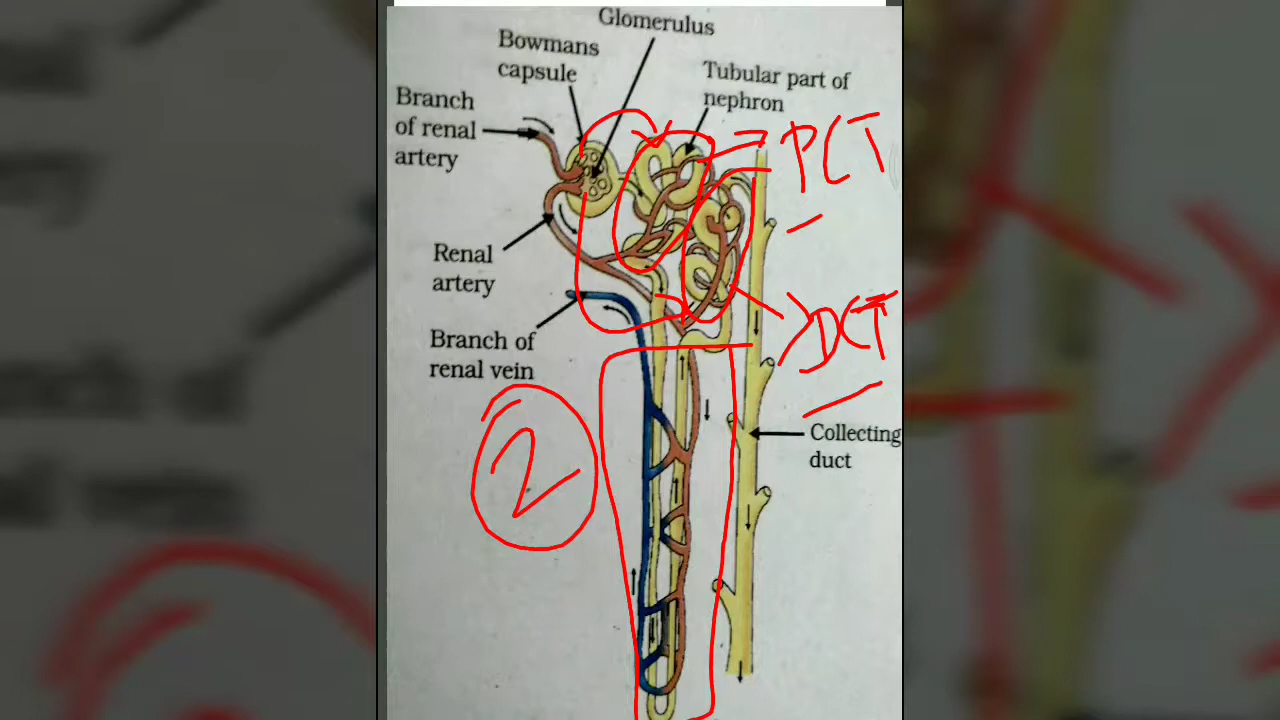 Glomerulus
Bowmans
capsule
Tubular part of
nephron
Branch
of renal
artery
PCT
Renal
artery
DCT
Branch of
renal vein
2
Collecting
duct